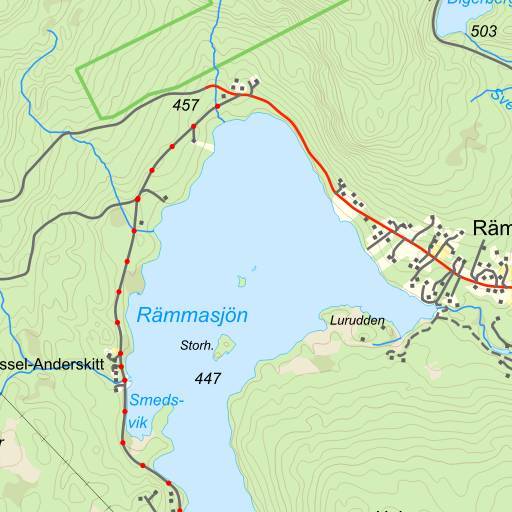 503
457
Räm
Rämmasjön
Lurudden
Storh.
ssel-Anderskitt
447
Smeds-
vik